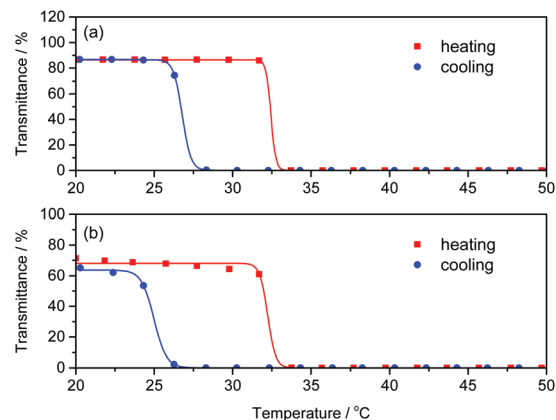 120
100
80
60
40
20
0
Transmittance / %
(a)
heating
cooling
20 25 30 35 40 45 50
100
80
60
40
20
0
Transmittance / %
(b)
heating
cooling
20 25 30 35 40 45 50
Temperature / °C